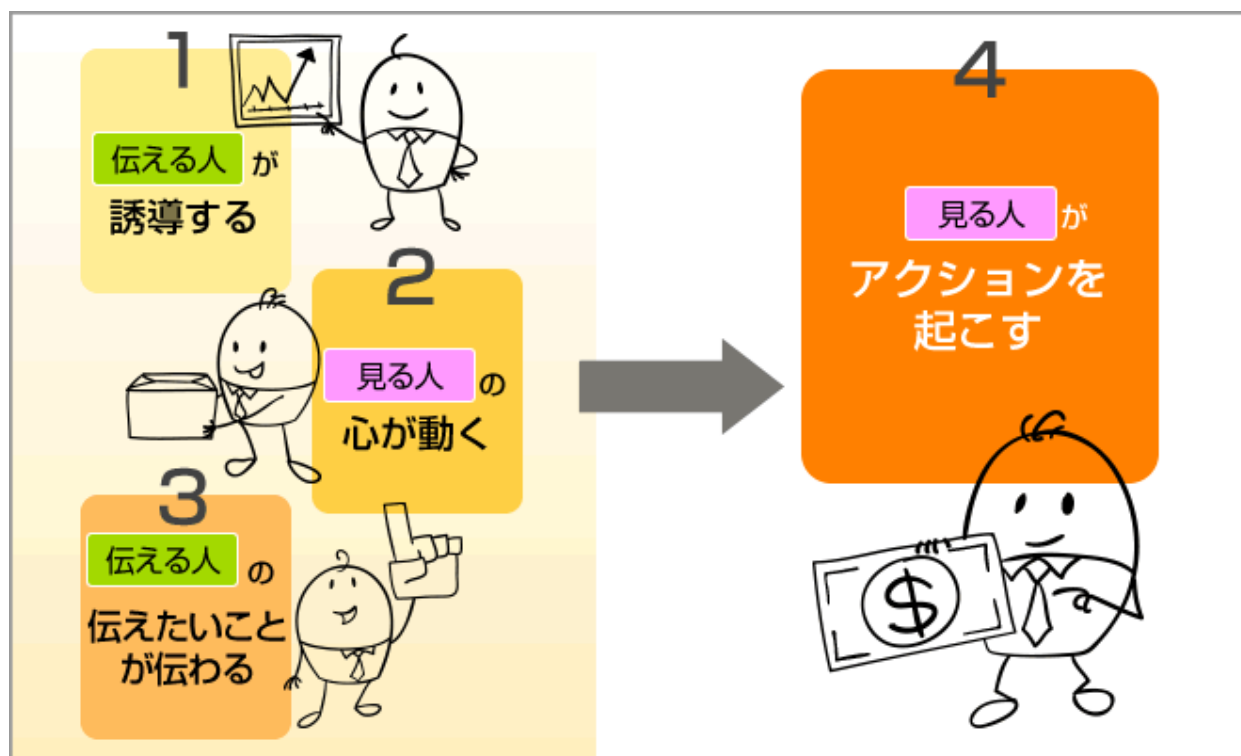 1
伝える人 が
誘導する
2
見る人 の
心が動く
3
伝える人 の
伝えたいこと
が伝わる
4
見る人 が
アクションを
起こす
$